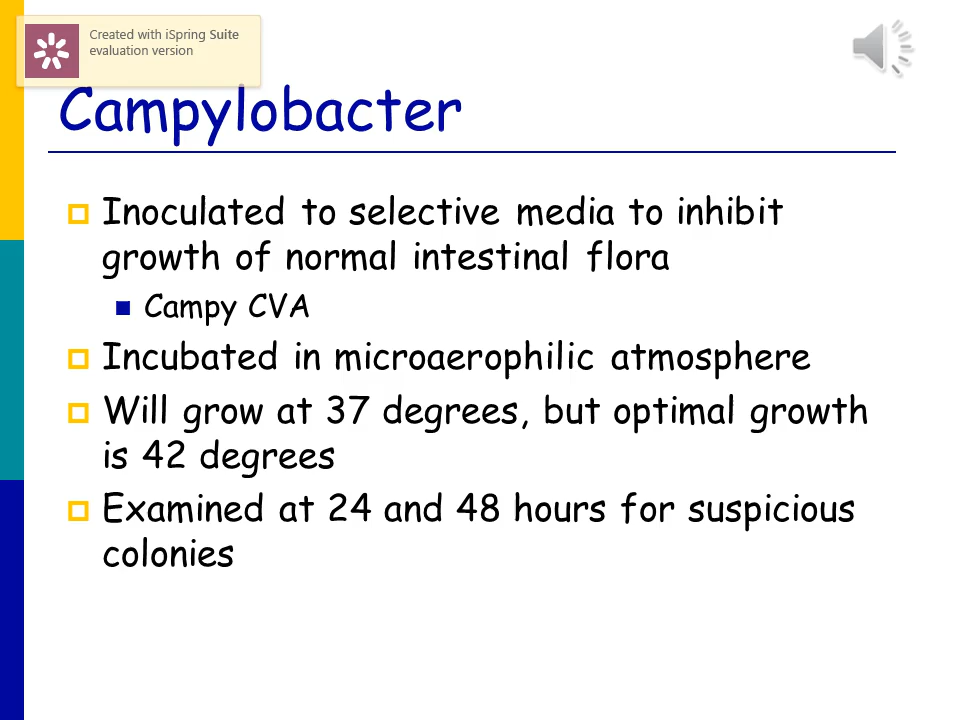 Created with iSpring Suite
evaluation version
Campylobacter
Inoculated to selective media to inhibit
growth of normal intestinal flora
Campy CVA
Incubated in microaerophilic atmosphere
Will grow at 37 degrees, but optimal growth
is 42 degrees
Examined at 24 and 48 hours for suspicious
colonies